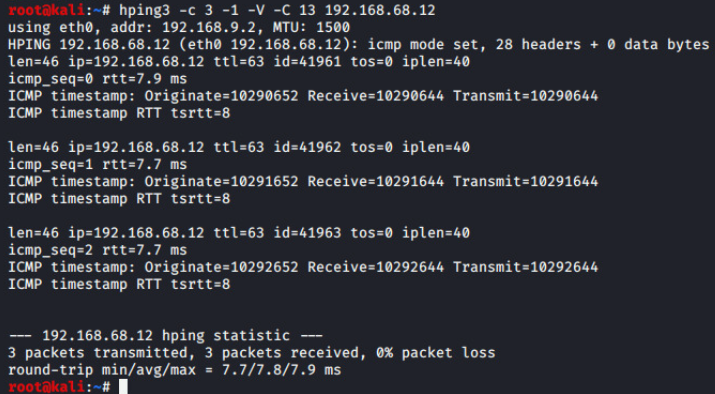 root@kali:~# hping3 -c 3 -1 -V -C 13 192.168.68.12
using eth0, addr: 192.168.9.2, MTU: 1500
HPING 192.168.68.12 (eth0 192.168.68.12): icmp mode set, 28 headers + 0 data bytes
len=46 ip=192.168.68.12 ttl=63 id=41961 tos=0 iplen=40
icmp_seq=0 rtt=7.9 ms
ICMP timestamp: Originate=10290652 Receive=10290644 Transmit=10290644
ICMP timestamp RTT tsrtt=8
len=46 ip=192.168.68.12 ttl=63 id=41962 tos=0 iplen=40
icmp_seq=1 rtt=7.7 ms
ICMP timestamp: Originate=10291652 Receive=10291644 Transmit=10291644
ICMP timestamp RTT tsrtt=8
len=46 ip=192.168.68.12 ttl=63 id=41963 tos=0 iplen=40
icmp_seq=2 rtt=7.7 ms
ICMP timestamp: Originate=10292652 Receive=10292644 Transmit=10292644
ICMP timestamp RTT tsrtt=8
--- 192.168.68.12 hping statistic ---
3 packets transmitted, 3 packets received, 0% packet loss
round-trip min/avg/max = 7.7/7.8/7.9 ms
root@kali:~#